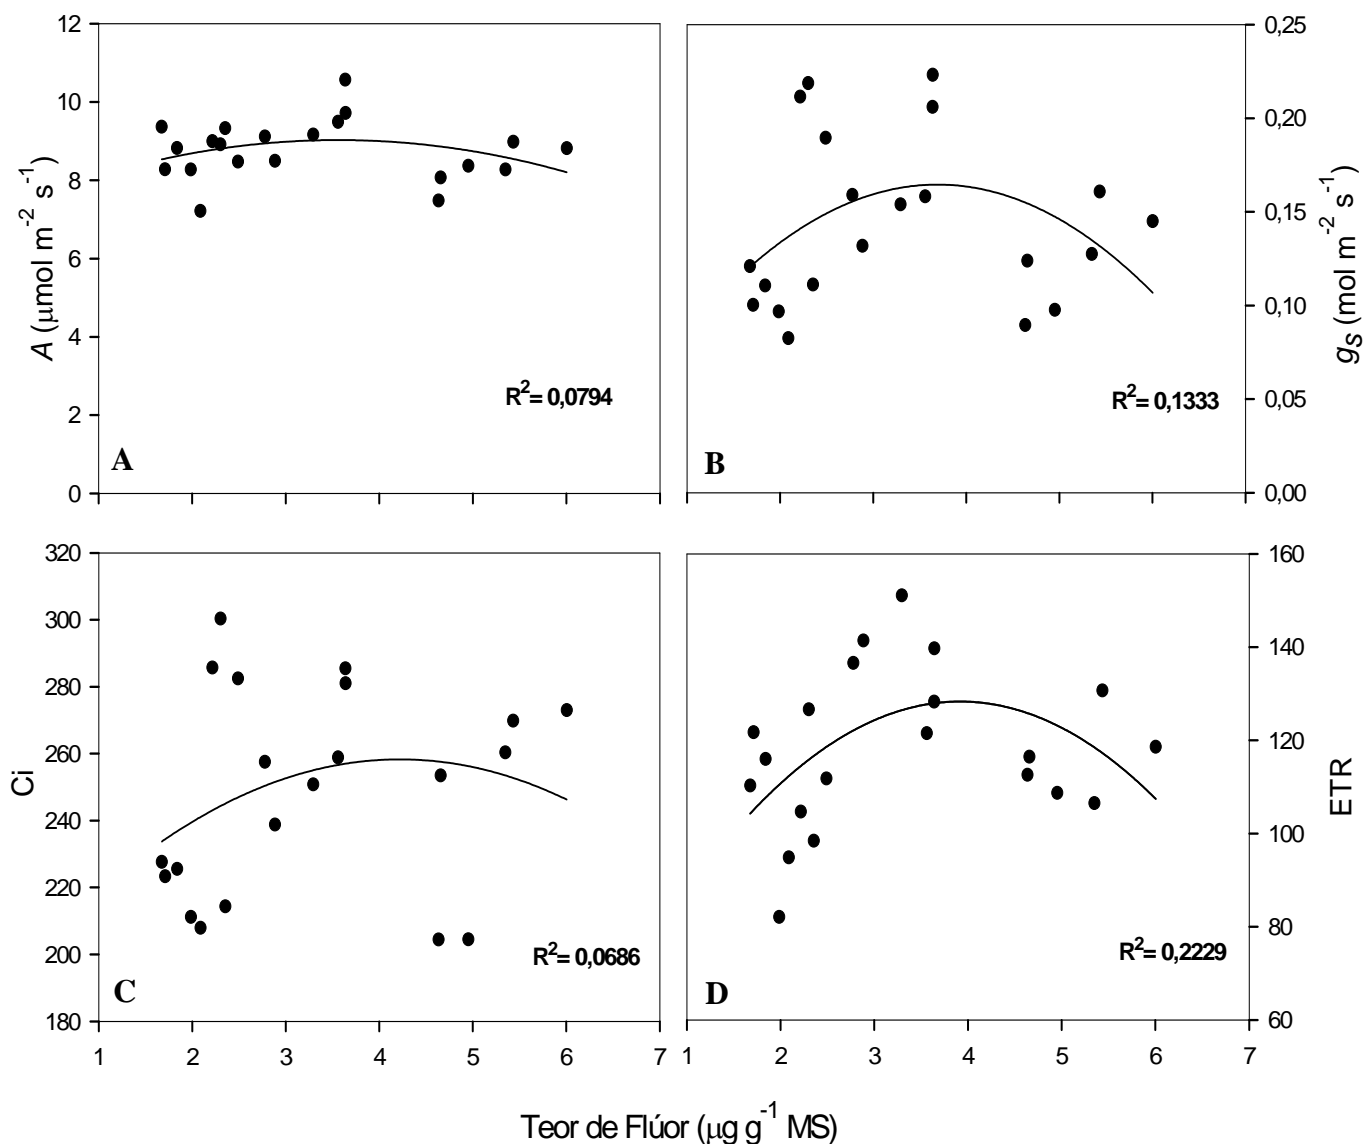 12
10
8
6
4
2
0
A (μmol m⁻² s⁻¹)
R²= 0,0794
A
0,25
0,20
0,15
0,10
0,05
0,00
gs (mol m⁻² s⁻¹)
R²= 0,1333
B
320
300
280
260
240
220
200
180
Ci
R²= 0,0686
C
1 2 3 4 5 6 7
160
140
120
100
80
60
ETR
R²= 0,2229
D
1 2 3 4 5 6 7
Teor de Flúor (μg g⁻¹ MS)